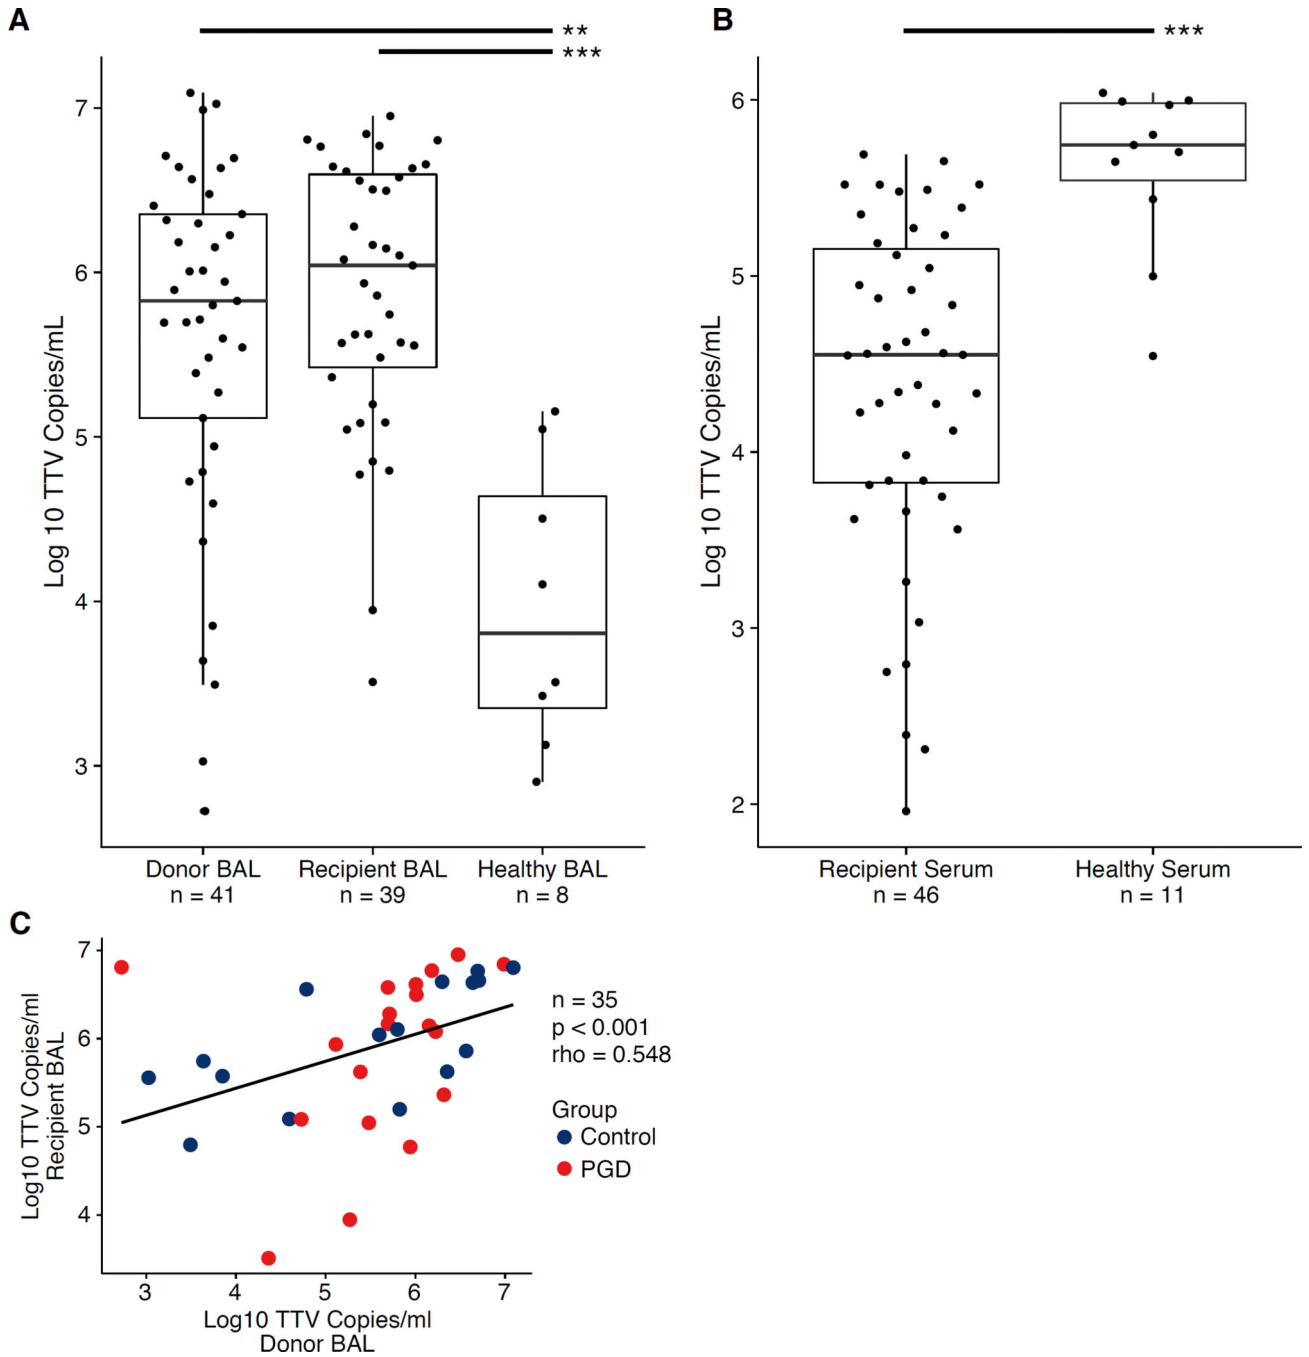 A
**
***
Log 10 TTV Copies/mL
7
6
5
4
3
Donor BAL
n = 41
Recipient BAL
n = 39
Healthy BAL
n = 8
B
***
Log 10 TTV Copies/mL
6
5
4
3
2
Recipient Serum
n = 46
Healthy Serum
n = 11
C
Log10 TTV Copies/ml
Recipient BAL
7
6
5
4
3
4
5
6
7
Log10 TTV Copies/ml
Donor BAL
n = 35
p < 0.001
rho = 0.548
Group
Control
PGD